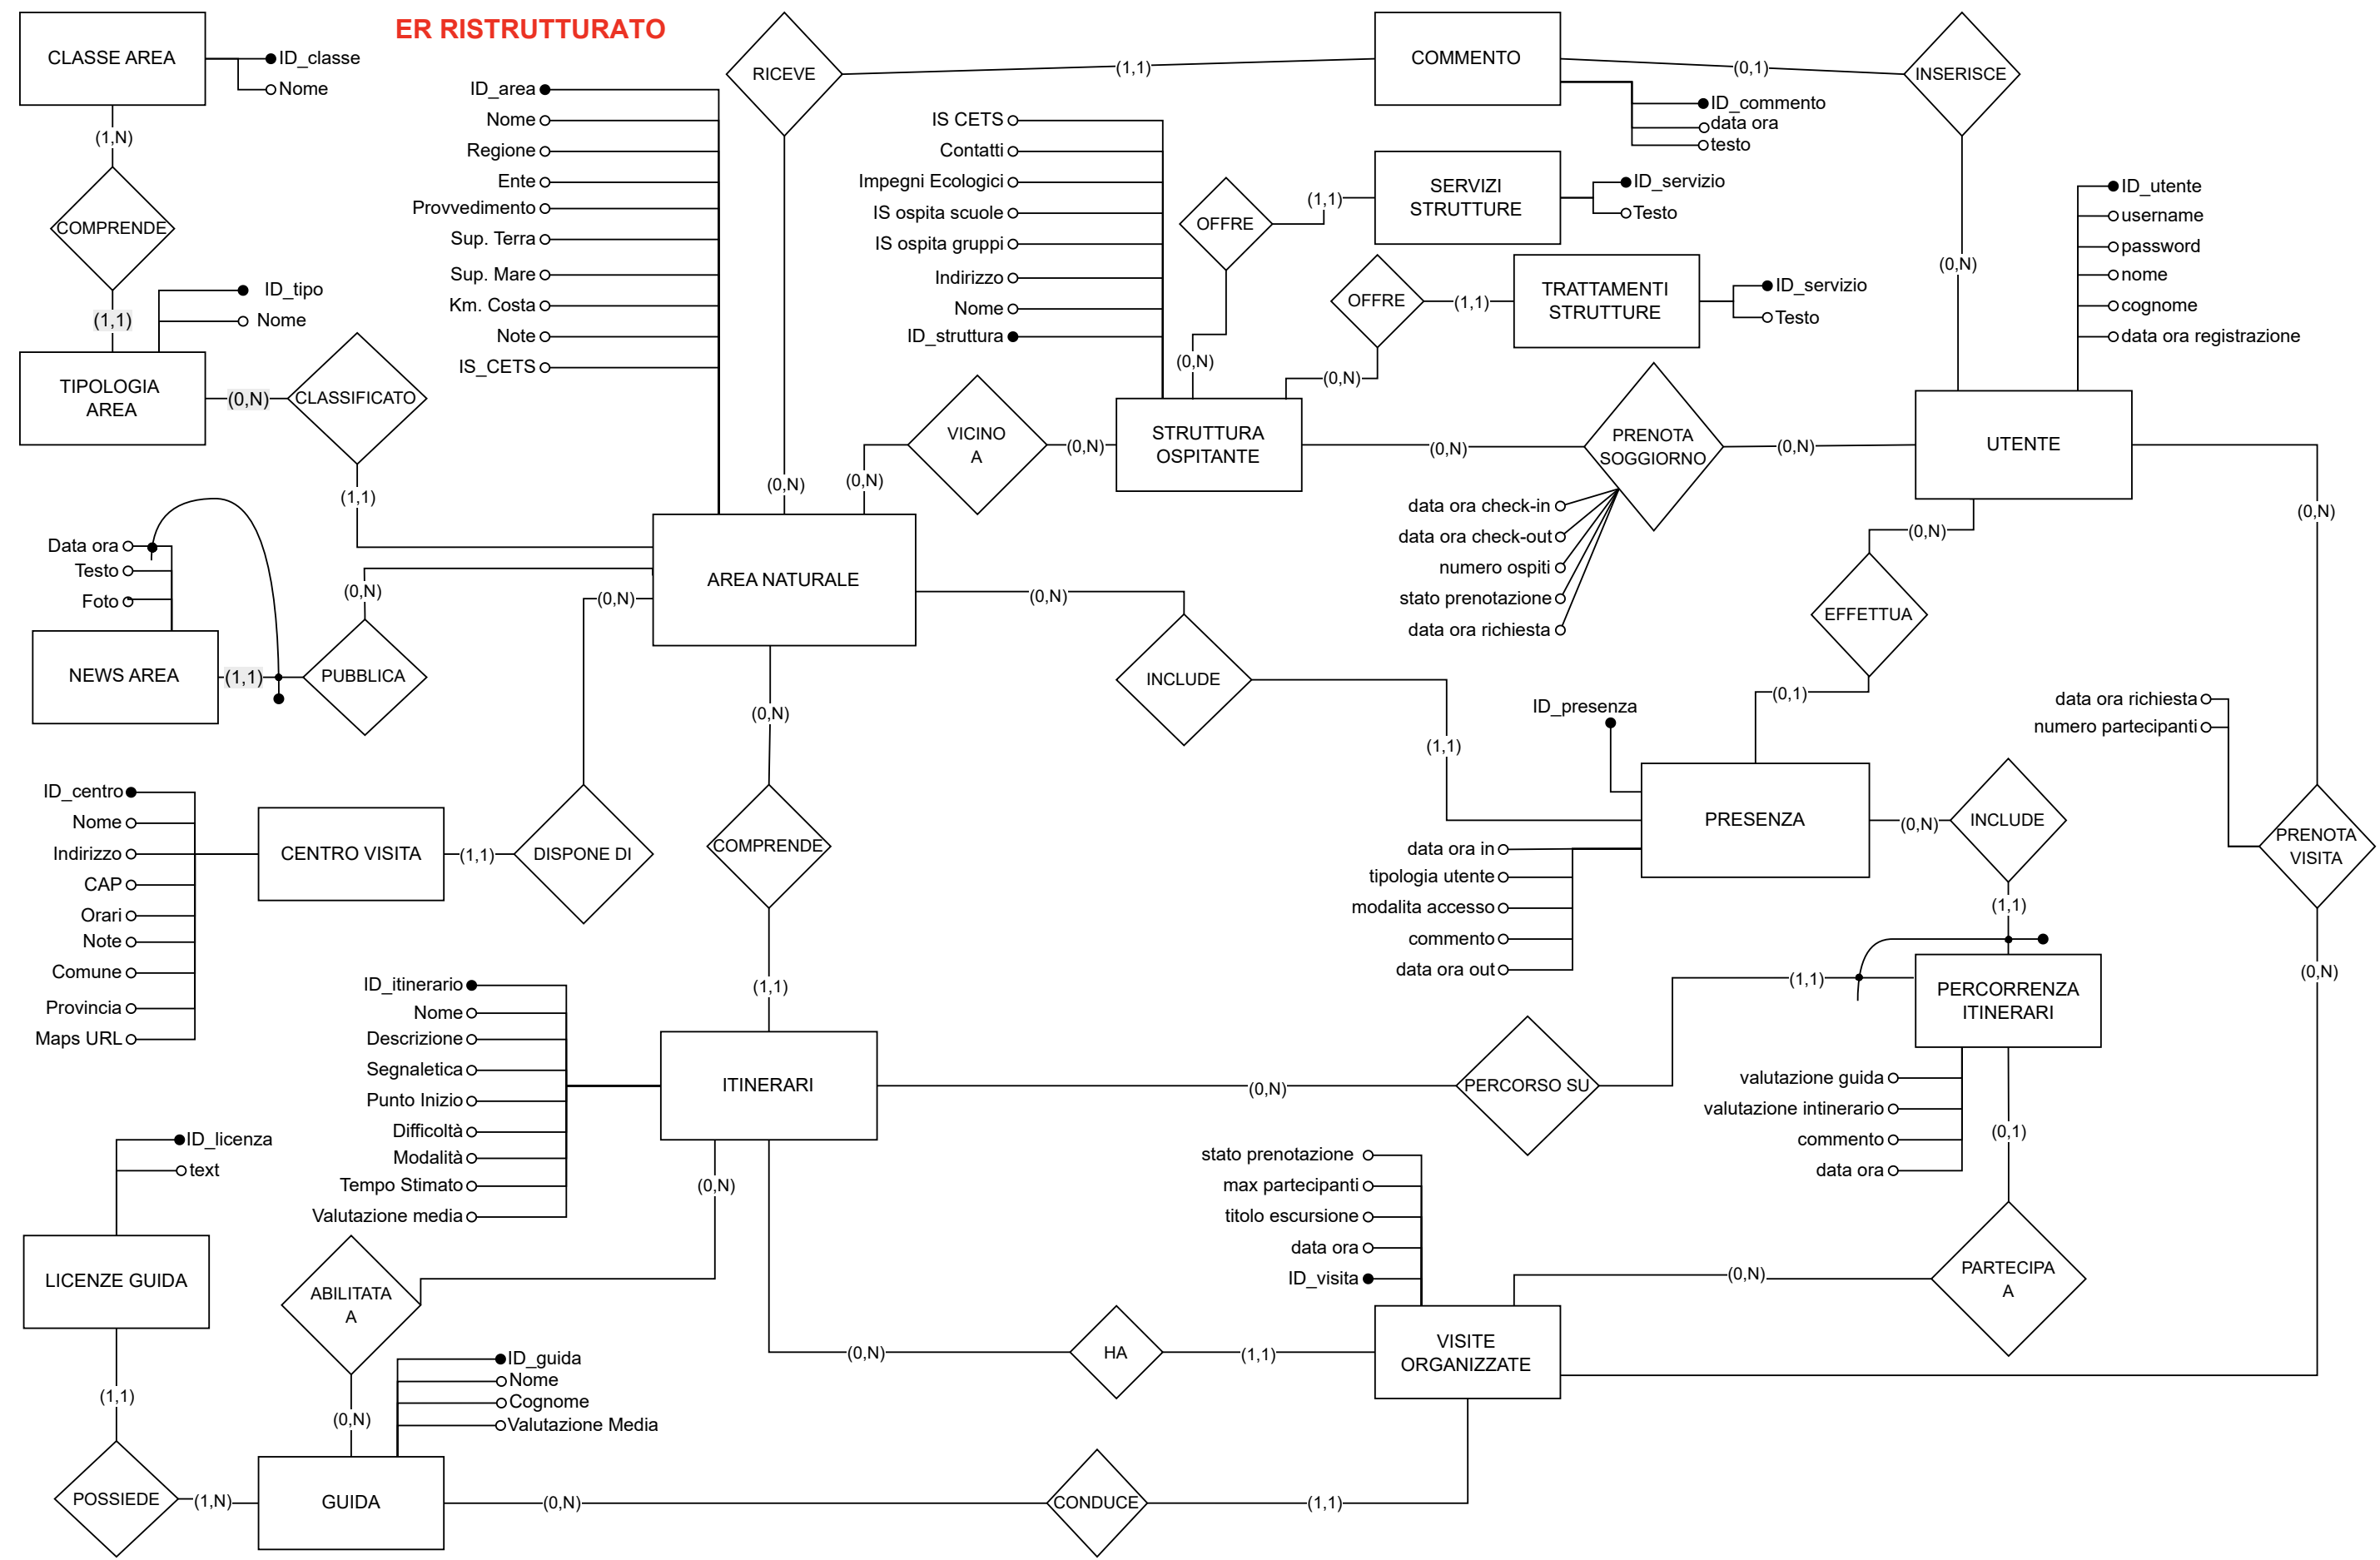 ER RISTRUTTURATO
CLASSE AREA
ID_classe
Nome
(1,N)
COMPRENDE
(1,1)
ID_tipo
Nome
TIPOLOGIA
AREA
(0,N)
CLASSIFICATO
(1,1)
ID_area
Nome
Regione
Ente
Provvedimento
Sup. Terra
Sup. Mare
Km. Costa
Note
IS_CETS
RICEVE
(1,1)
(0,N)
COMMENTO
(0,1)
INSERISCE
ID_commento
data ora
testo
(0,N)
IS CETS
Contatti
Impegni Ecologici
IS ospita scuole
IS ospita gruppi
Indirizzo
Nome
ID_struttura
OFFRE
(1,1)
(0,N)
SERVIZI
STRUTTURE
ID_servizio
Testo
OFFRE
(1,1)
(0,N)
TRATTAMENTI
STRUTTURE
ID_servizio
Testo
ID_utente
username
password
nome
cognome
data ora registrazione
VICINO
A
(0,N)
(0,N)
STRUTTURA
OSPITANTE
(0,N)
PRENOTA
SOGGIORNO
(0,N)
UTENTE
data ora check-in
data ora check-out
numero ospiti
stato prenotazione
data ora richiesta
(0,N)
(0,N)
EFFETTUA
(0,1)
Data ora
Testo
Foto
NEWS AREA
(1,1)
PUBBLICA
(0,N)
AREA NATURALE
(0,N)
(0,N)
(0,N)
INCLUDE
(1,1)
ID_presenza
PRESENZA
data ora in
tipologia utente
modalita accesso
commento
data ora out
(0,N)
INCLUDE
(1,1)
data ora richiesta
numero partecipanti
PRENOTA
VISITA
(0,N)
ID_centro
Nome
Indirizzo
CAP
Orari
Note
Comune
Provincia
Maps URL
CENTRO VISITA
(1,1)
DISPONE DI
COMPRENDE
(1,1)
ID_itinerario
Nome
Descrizione
Segnaletica
Punto Inizio
Difficoltà
Modalità
Tempo Stimato
Valutazione media
ITINERARI
(0,N)
PERCORSO SU
(1,1)
PERCORRENZA
ITINERARI
valutazione guida
valutazione intinerario
commento
data ora
(0,1)
PARTECIPA
A
(0,N)
stato prenotazione
max partecipanti
titolo escursione
data ora
ID_visita
VISITE
ORGANIZZATE
(0,N)
HA
(1,1)
ID_licenza
text
LICENZE GUIDA
(1,1)
POSSIEDE
(1,N)
ABILITATA
A
(0,N)
(0,N)
ID_guida
Nome
Cognome
Valutazione Media
GUIDA
(0,N)
CONDUCE
(1,1)